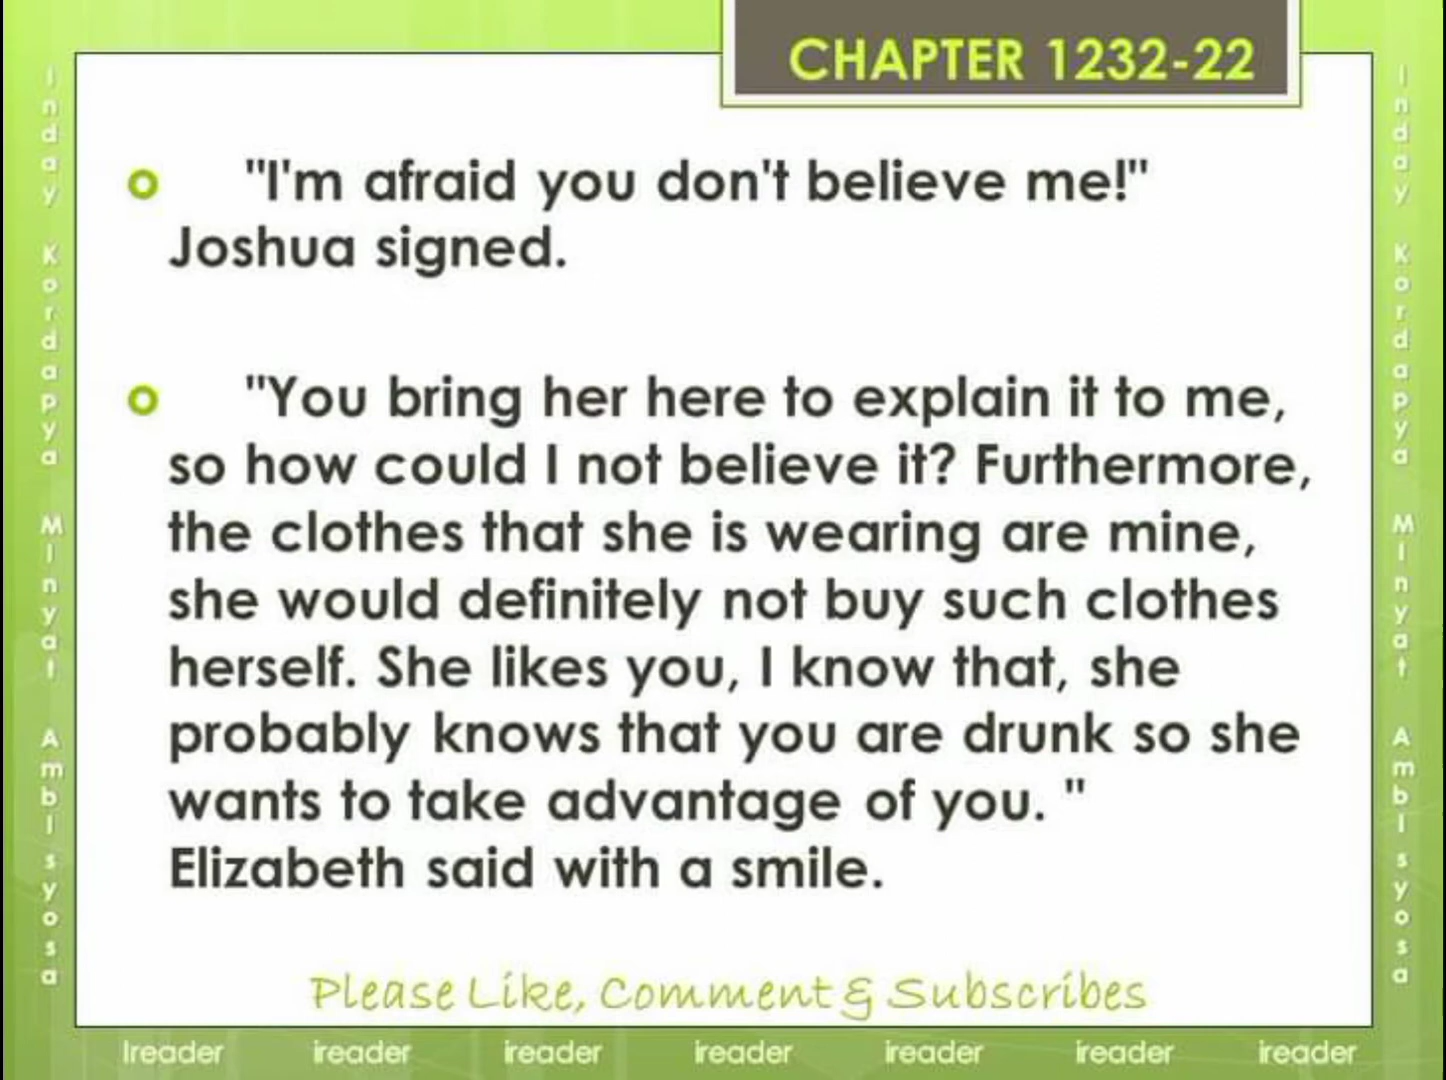 CHAPTER 1232-22
"I'm afraid you don't believe me!"
Joshua signed.
"You bring her here to explain it to me,
so how could I not believe it? Furthermore,
the clothes that she is wearing are mine,
she would definitely not buy such clothes
herself. She likes you, I know that, she
probably knows that you are drunk so she
wants to take advantage of you. "
Elizabeth said with a smile.
Please Like, Comment & Subscribes
Inday Kordapya MInyat AmbIsyosa
Inday Kordapya MInyat AmbIsyosa
Ireader ireader ireader ireader ireader ireader ireader